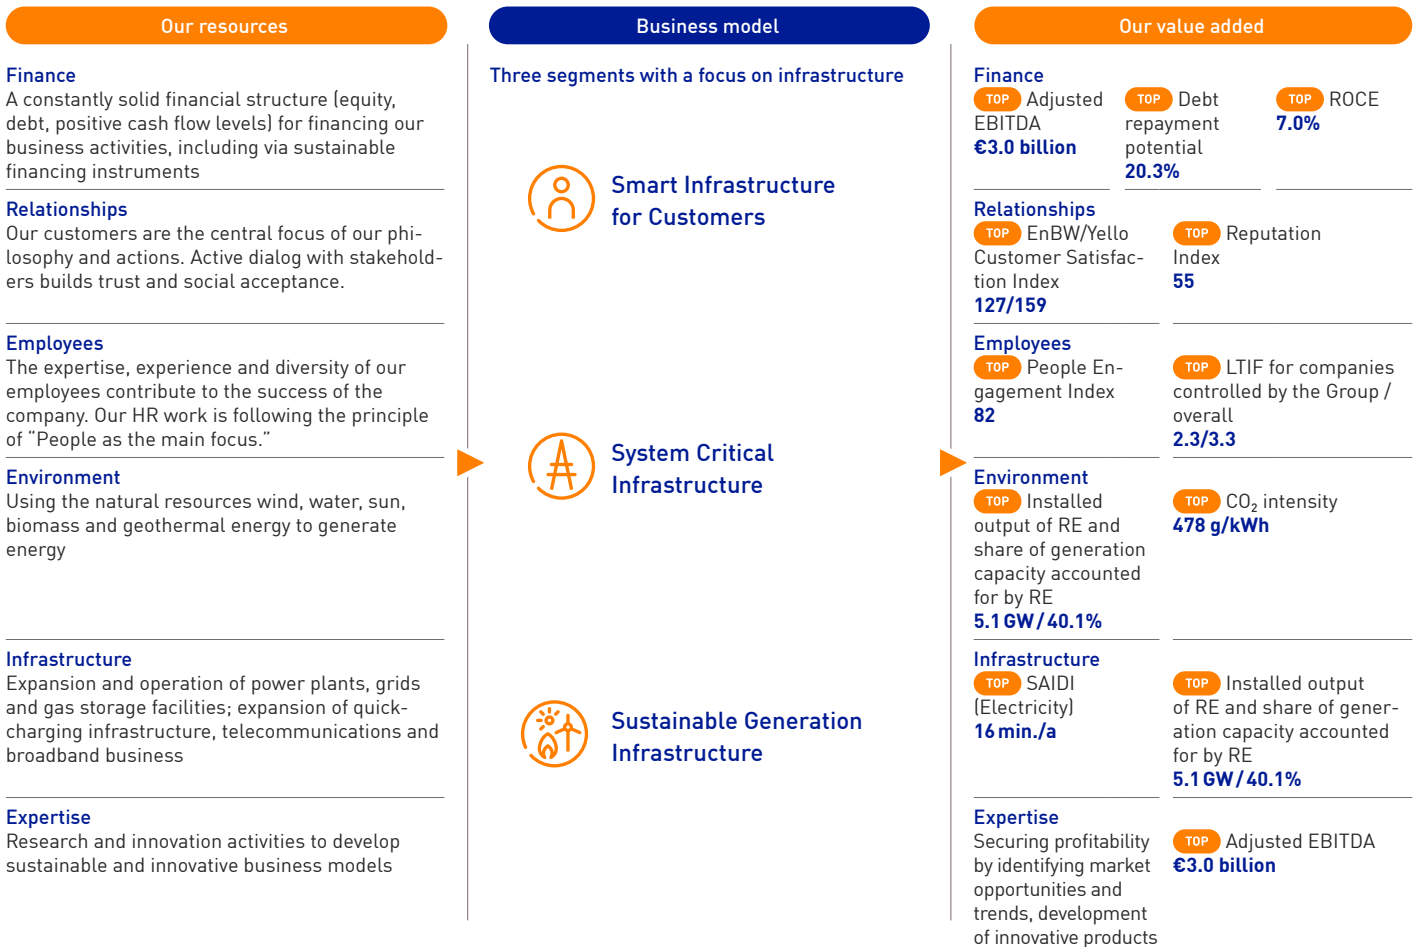 Our resources
Finance
A constantly solid financial structure (equity,
debt, positive cash flow levels) for financing our
business activities, including via sustainable
financing instruments
Relationships
Our customers are the central focus of our phi-
losophy and actions. Active dialog with stakehold-
ers builds trust and social acceptance.
Employees
The expertise, experience and diversity of our
employees contribute to the success of the
company. Our HR work is following the principle
of “People as the main focus.”
Environment
Using the natural resources wind, water, sun,
biomass and geothermal energy to generate
energy
Infrastructure
Expansion and operation of power plants, grids
and gas storage facilities; expansion of quick-
charging infrastructure, telecommunications and
broadband business
Expertise
Research and innovation activities to develop
sustainable and innovative business models
Business model
Three segments with a focus on infrastructure
Smart Infrastructure
for Customers
System Critical
Infrastructure
Sustainable Generation
Infrastructure
Our value added
Finance
TOP Adjusted
EBITDA
€3.0 billion
TOP Debt
repayment
potential
20.3%
TOP ROCE
7.0%
Relationships
TOP EnBW/Yello
Customer Satisfac-
tion Index
127/159
TOP Reputation
Index
55
Employees
TOP People En-
gagement Index
82
TOP LTIF for companies
controlled by the Group /
overall
2.3/3.3
Environment
TOP Installed
output of RE and
share of generation
capacity accounted
for by RE
5.1 GW / 40.1%
TOP CO₂ intensity
478 g/kWh
Infrastructure
TOP SAIDI
(Electricity)
16 min./a
TOP Installed output
of RE and share of gener-
ation capacity accounted
for by RE
5.1 GW / 40.1%
Expertise
Securing profitability
by identifying market
opportunities and
trends, development
of innovative products
TOP Adjusted EBITDA
€3.0 billion